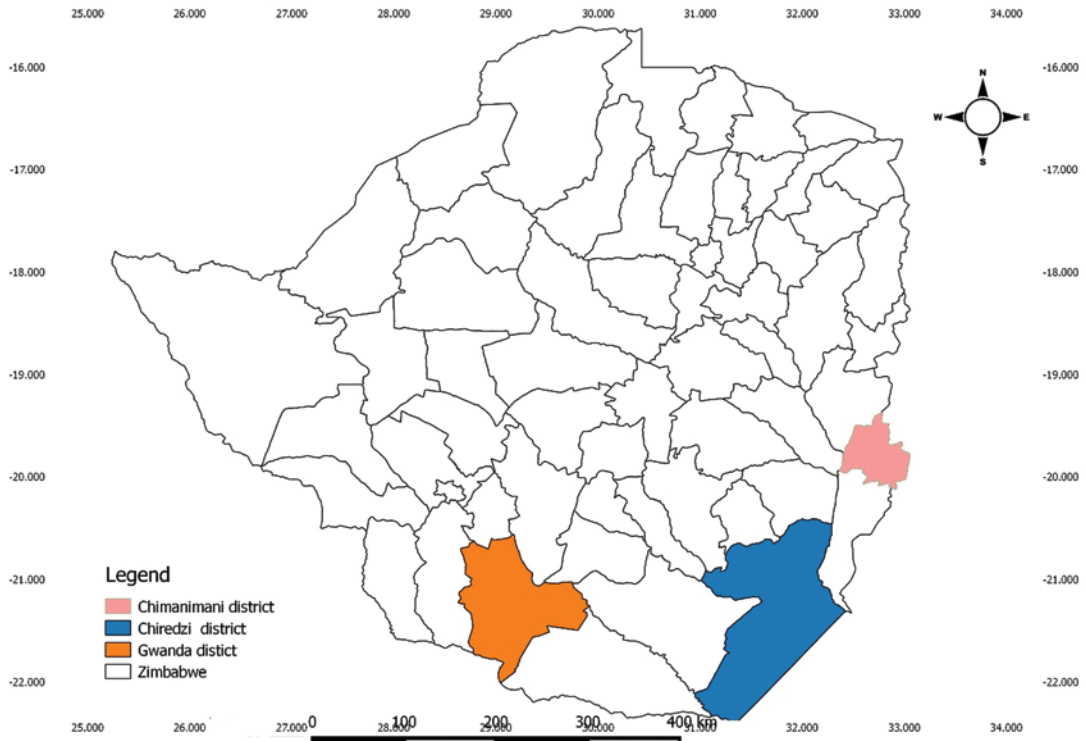 25.000 26.000 27.000 28.000 29.000 30.000 31.000 32.000 33.000 34.000
-16.000 -16.000
N
W E
S
-17.000 -17.000
-18.000 -18.000
-19.000 -19.000
-20.000 -20.000
-21.000 -21.000
Legend
Chimanimani district
Chiredzi district
Gwanda distict
Zimbabwe
-22.000 -22.000
0 100 200 300 400 km
25.000 26.000 27.000 28.000 29.000 30.000 31.000 32.000 33.000 34.000